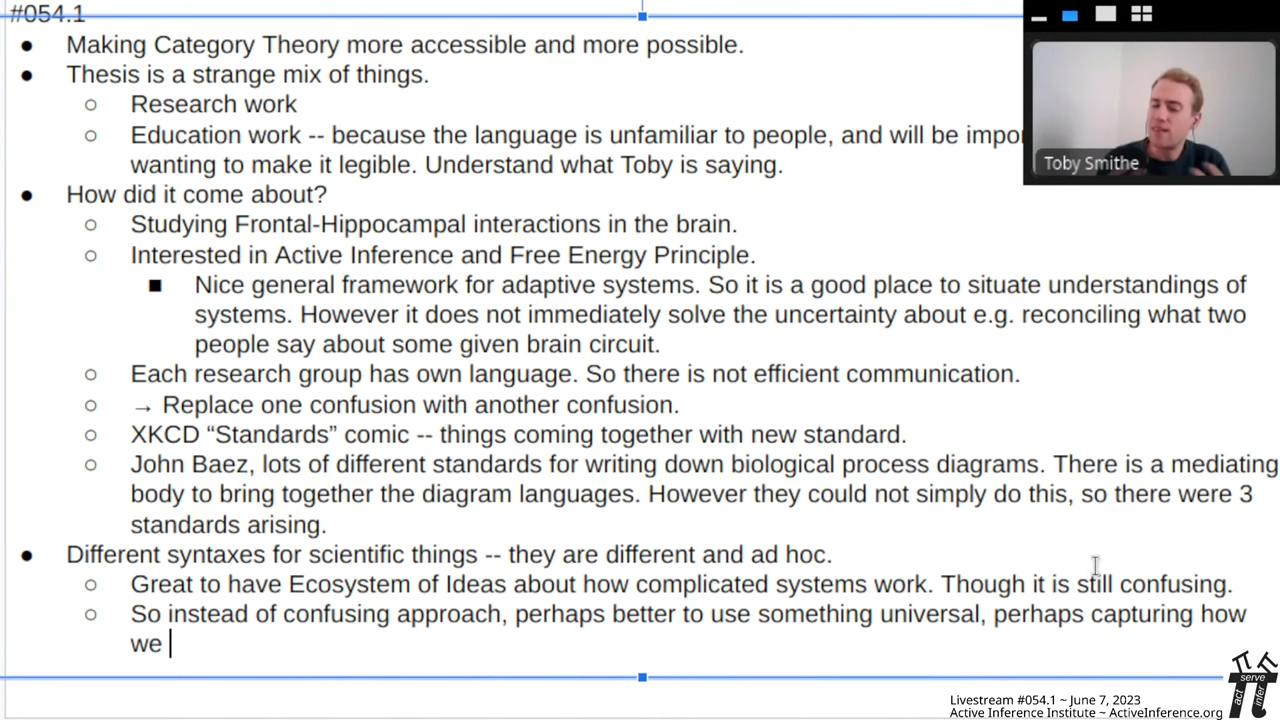 #054.1
● Making Category Theory more accessible and more possible.
● Thesis is a strange mix of things.
○ Research work
○ Education work -- because the language is unfamiliar to people, and will be
wanting to make it legible. Understand what Toby is saying.
Toby Smithe
● How did it come about?
○ Studying Frontal-Hippocampal interactions in the brain.
○ Interested in Active Inference and Free Energy Principle.
■ Nice general framework for adaptive systems. So it is a good place to situate understandings of
systems. However it does not immediately solve the uncertainty about e.g. reconciling what two
people say about some given brain circuit.
○ Each research group has own language. So there is not efficient communication.
○ → Replace one confusion with another confusion.
○ XKCD “Standards” comic -- things coming together with new standard.
○ John Baez, lots of different standards for writing down biological process diagrams. There is a mediating
body to bring together the diagram languages. However they could not simply do this, so there were 3
standards arising.
● Different syntaxes for scientific things -- they are different and ad hoc.
○ Great to have Ecosystem of Ideas about how complicated systems work. Though it is still confusing.
○ So instead of confusing approach, perhaps better to use something universal, perhaps capturing how
we
act serve infer
Livestream #054.1 ~ June 7, 2023
Active Inference Institute ~ ActiveInference.org